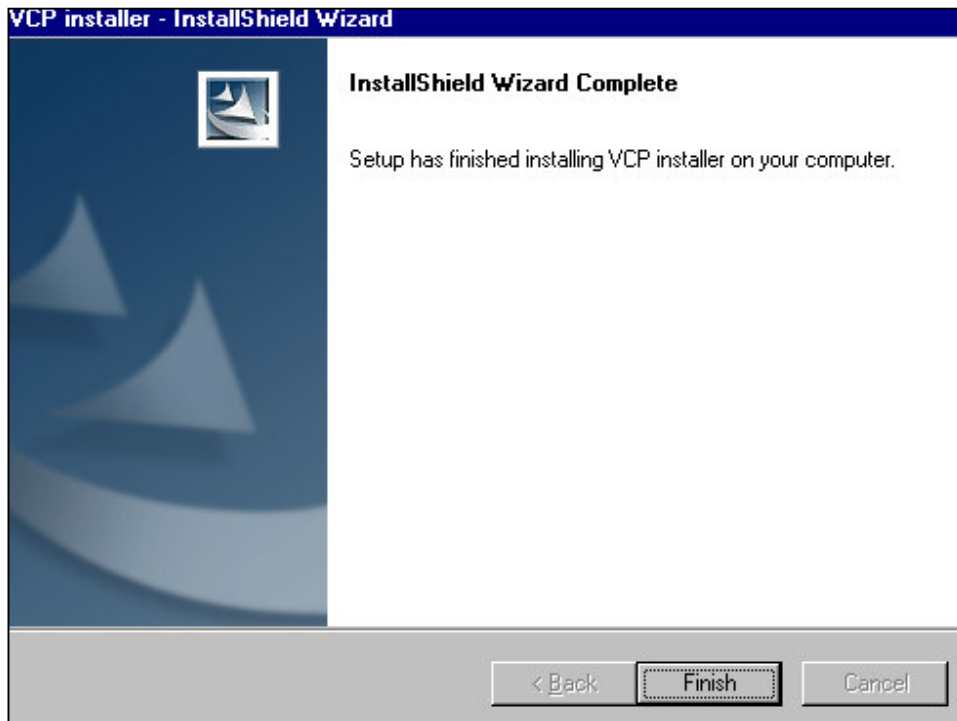 VCP installer - InstallShield Wizard
InstallShield Wizard Complete
Setup has finished installing VCP installer on your computer.
< Back
Finish
Cancel